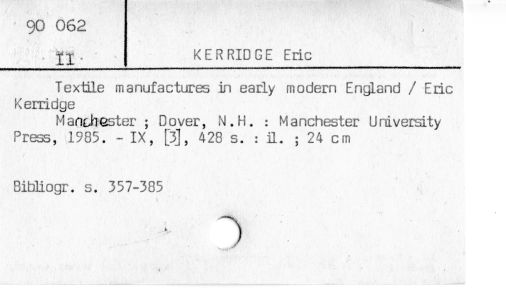 90 062
II
KERRIDGE Eric
Textile manufactures in early modern England / Eric
Kerridge
Manchester ; Dover, N.H. : Manchester University
Press, 1985. - IX, [3], 428 s. : il. ; 24 cm
Bibliogr. s. 357-385